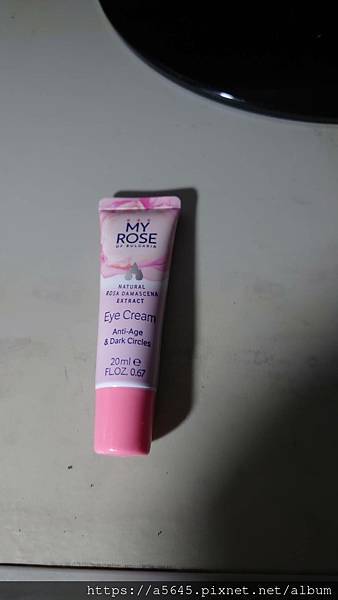 MY
ROSE
OF BULGARIA
NATURAL
ROSA DAMASCENA
EXTRACT
Eye Cream
Anti-Age
& Dark Circles
20ml ℮
FL.OZ. 0.67
https://a5645.pixnet.net/album